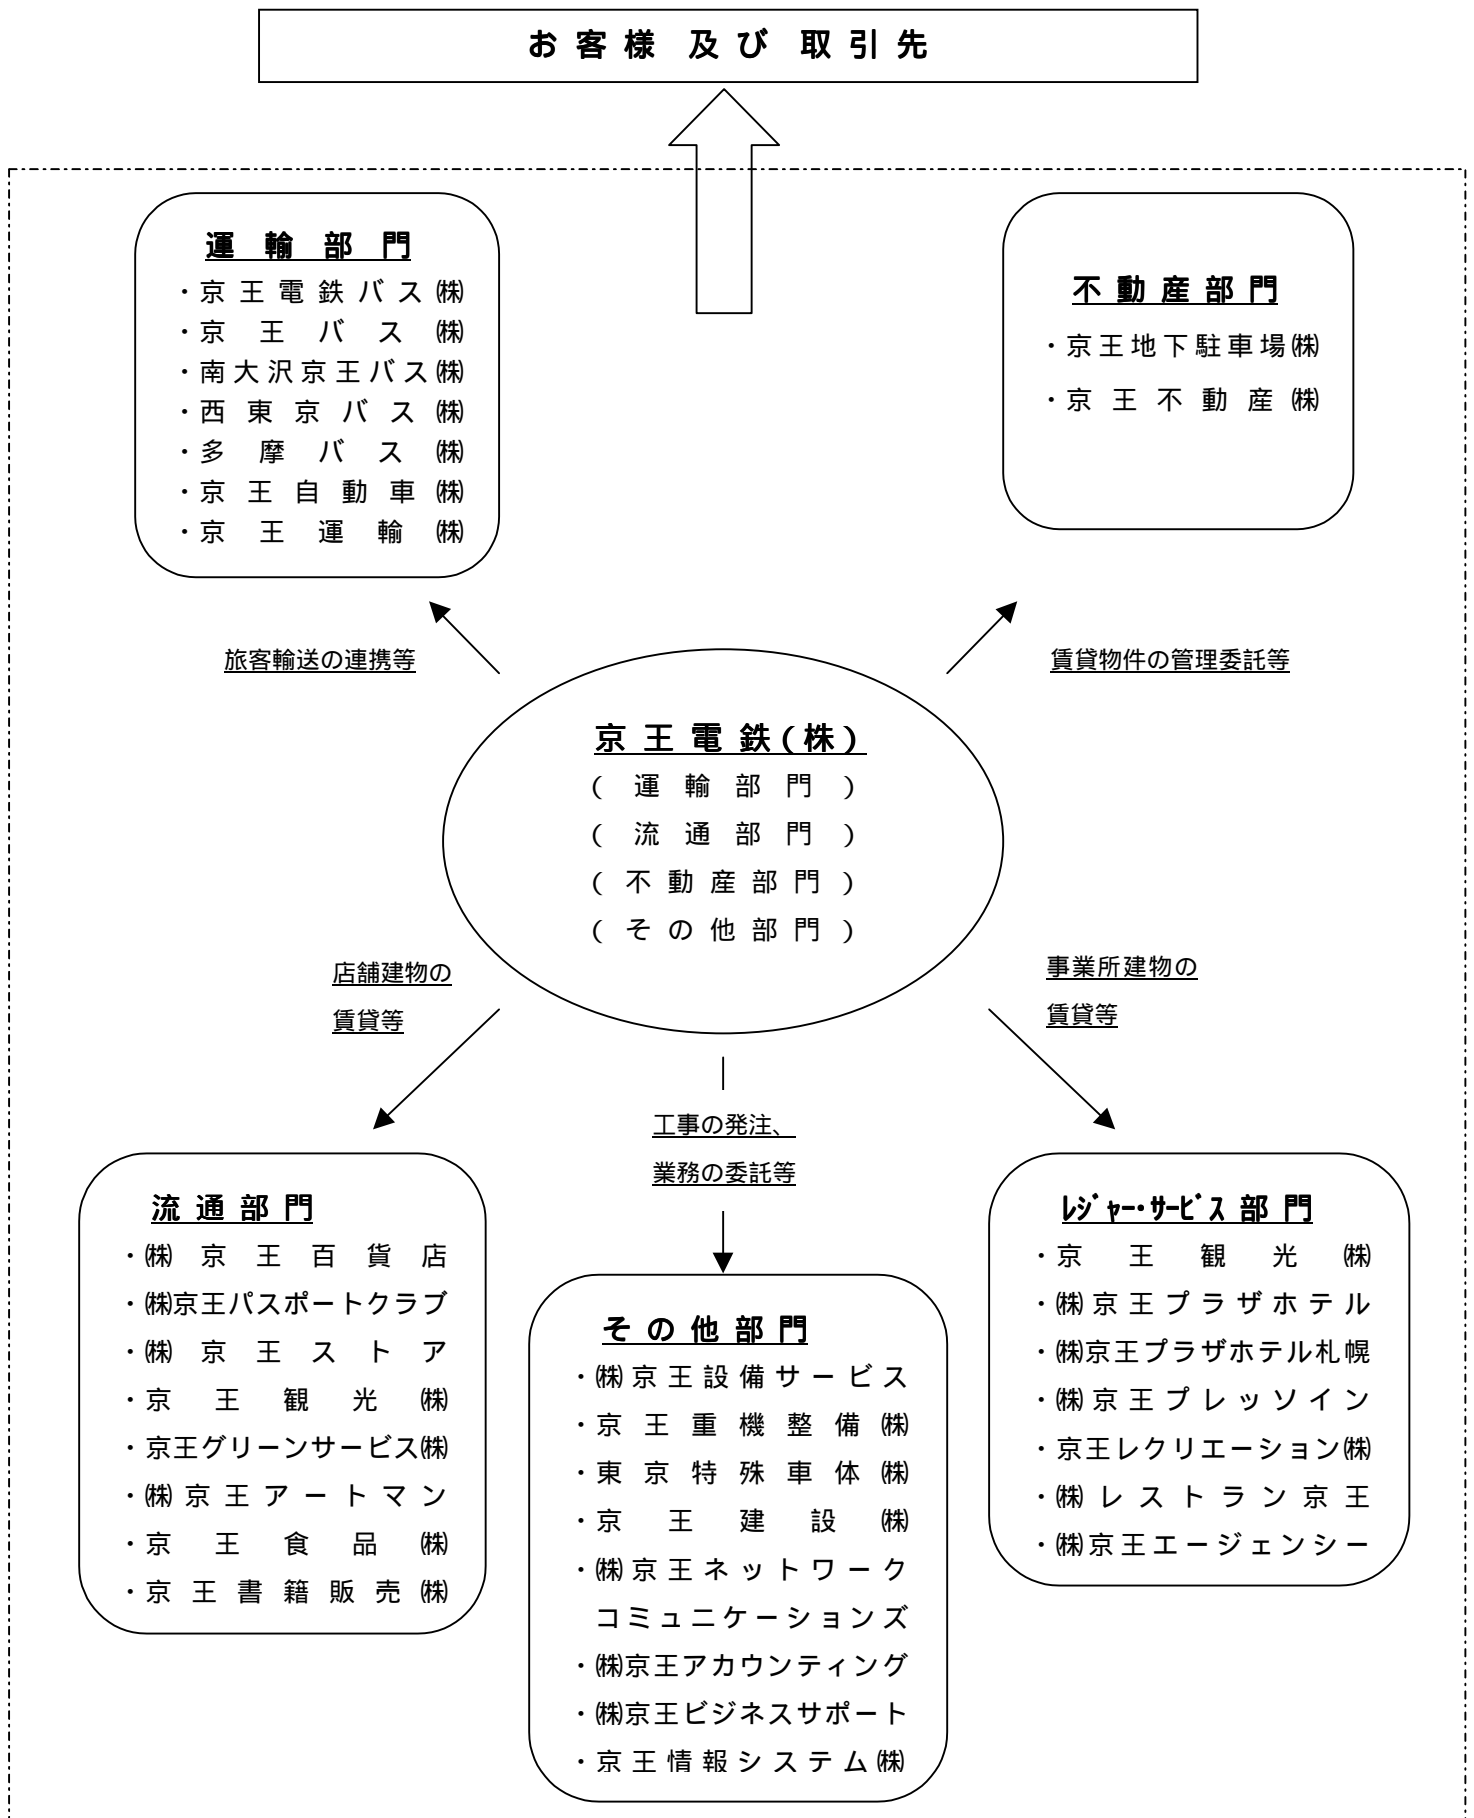 お客様 及び 取引先
運輸部門
・京王電鉄バス㈱
・京王バス㈱
・南大沢京王バス㈱
・西東京バス㈱
・多摩バス㈱
・京王自動車㈱
・京王運輸㈱
不動産部門
・京王地下駐車場㈱
・京王不動産㈱
旅客輸送の連携等
賃貸物件の管理委託等
京王電鉄(株)
(運輸部門)
(流通部門)
(不動産部門)
(その他部門)
店舗建物の
賃貸等
事業所建物の
賃貸等
工事の発注、
業務の委託等
流通部門
・㈱京王百貨店
・㈱京王パスポートクラブ
・㈱京王ストア
・京王観光㈱
・京王グリーンサービス㈱
・㈱京王アートマン
・京王食品㈱
・京王書籍販売㈱
その他部門
・㈱京王設備サービス
・京王重機整備㈱
・東京特殊車体㈱
・京王建設㈱
・㈱京王ネットワーク
コミュニケーションズ
・㈱京王アカウンティング
・㈱京王ビジネスサポート
・京王情報システム㈱
ﾚｼﾞｬｰ･ｻｰﾋﾞｽ部門
・京王観光㈱
・㈱京王プラザホテル
・㈱京王プラザホテル札幌
・㈱京王プレッソイン
・京王レクリエーション㈱
・㈱レストラン京王
・㈱京王エージェンシー